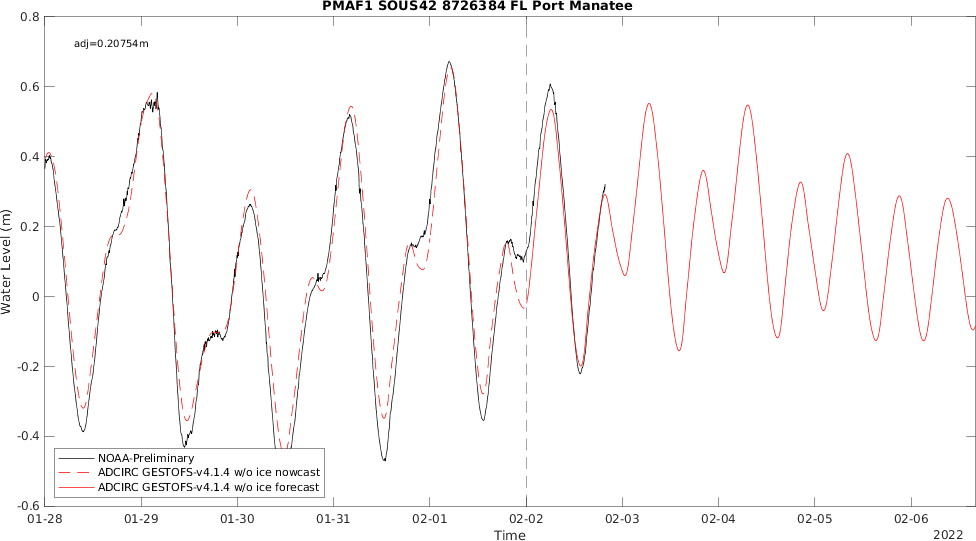 PMAF1 SOUS42 8726384 FL Port Manatee
adj=0.20754m
0.8
0.6
0.4
0.2
0
-0.2
-0.4
-0.6
Water Level (m)
NOAA-Preliminary
ADCIRC GESTOFS-v4.1.4 w/o ice nowcast
ADCIRC GESTOFS-v4.1.4 w/o ice forecast
01-28 01-29 01-30 01-31 02-01 02-02 02-03 02-04 02-05 02-06
Time
2022